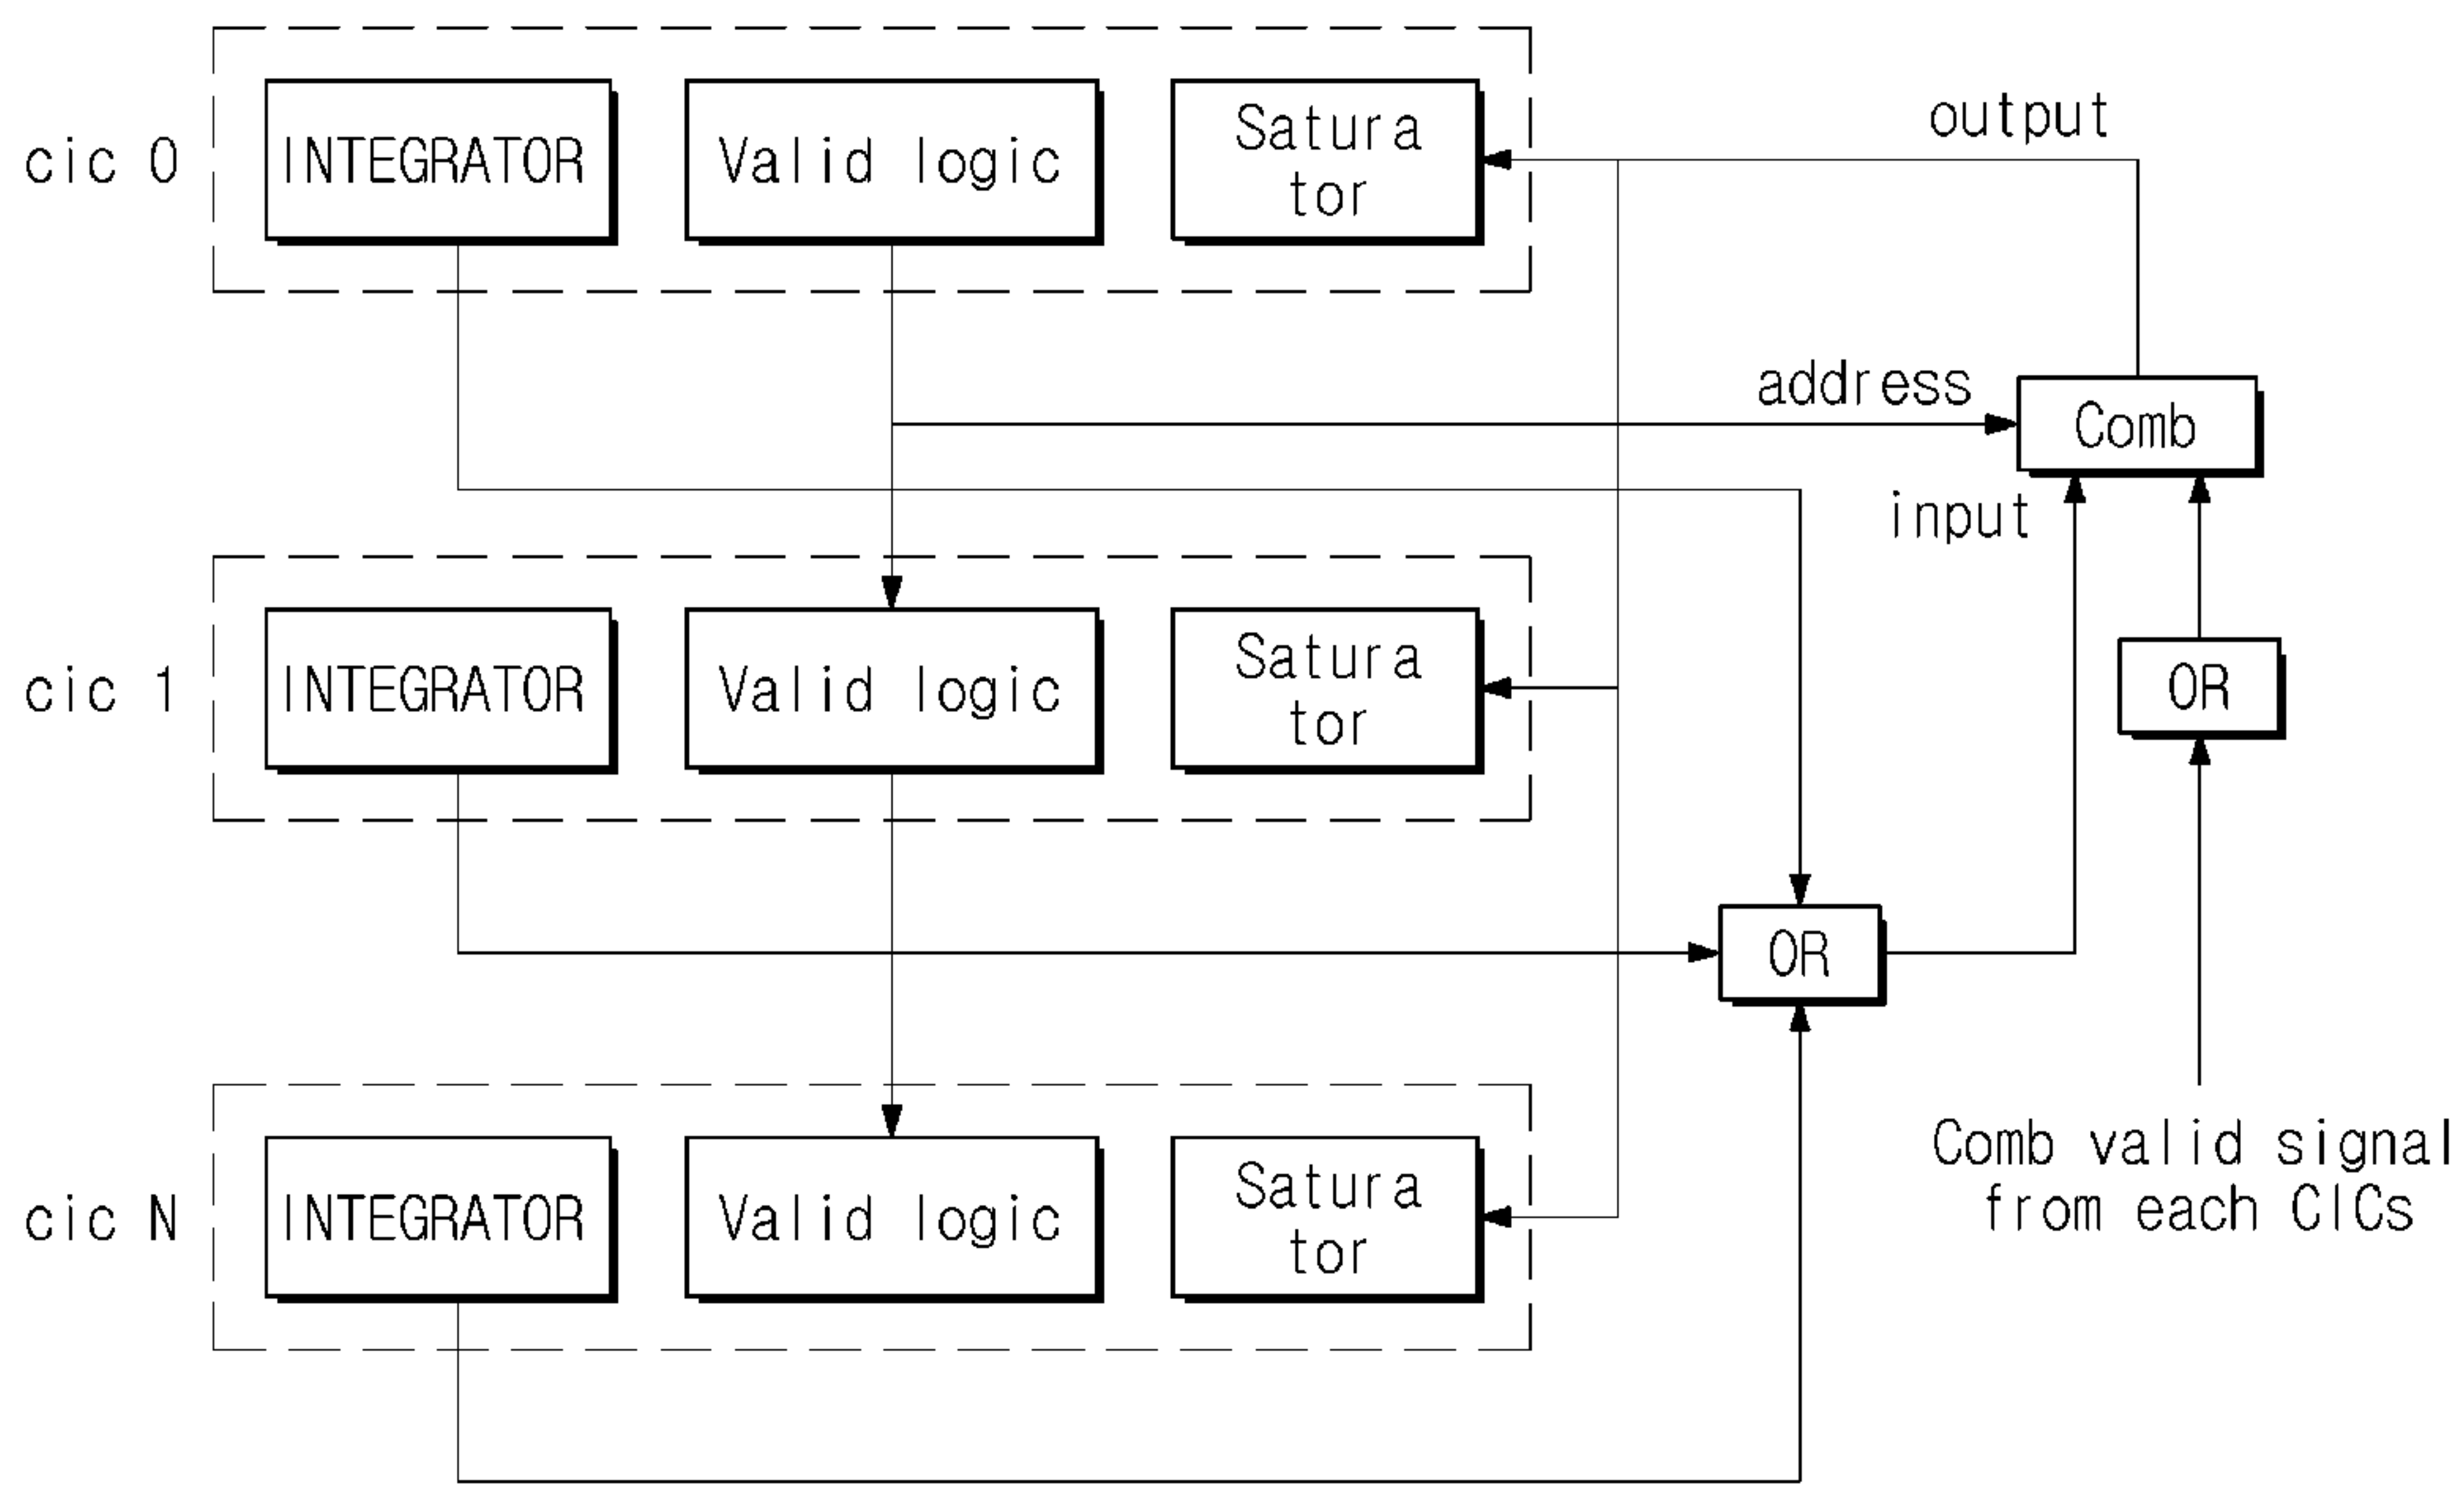 cic 0
INTEGRATOR
Valid logic
Satura
tor
output
address
Comb
input
cic 1
INTEGRATOR
Valid logic
Satura
tor
OR
OR
cic N
INTEGRATOR
Valid logic
Satura
tor
Comb valid signal
from each CICs